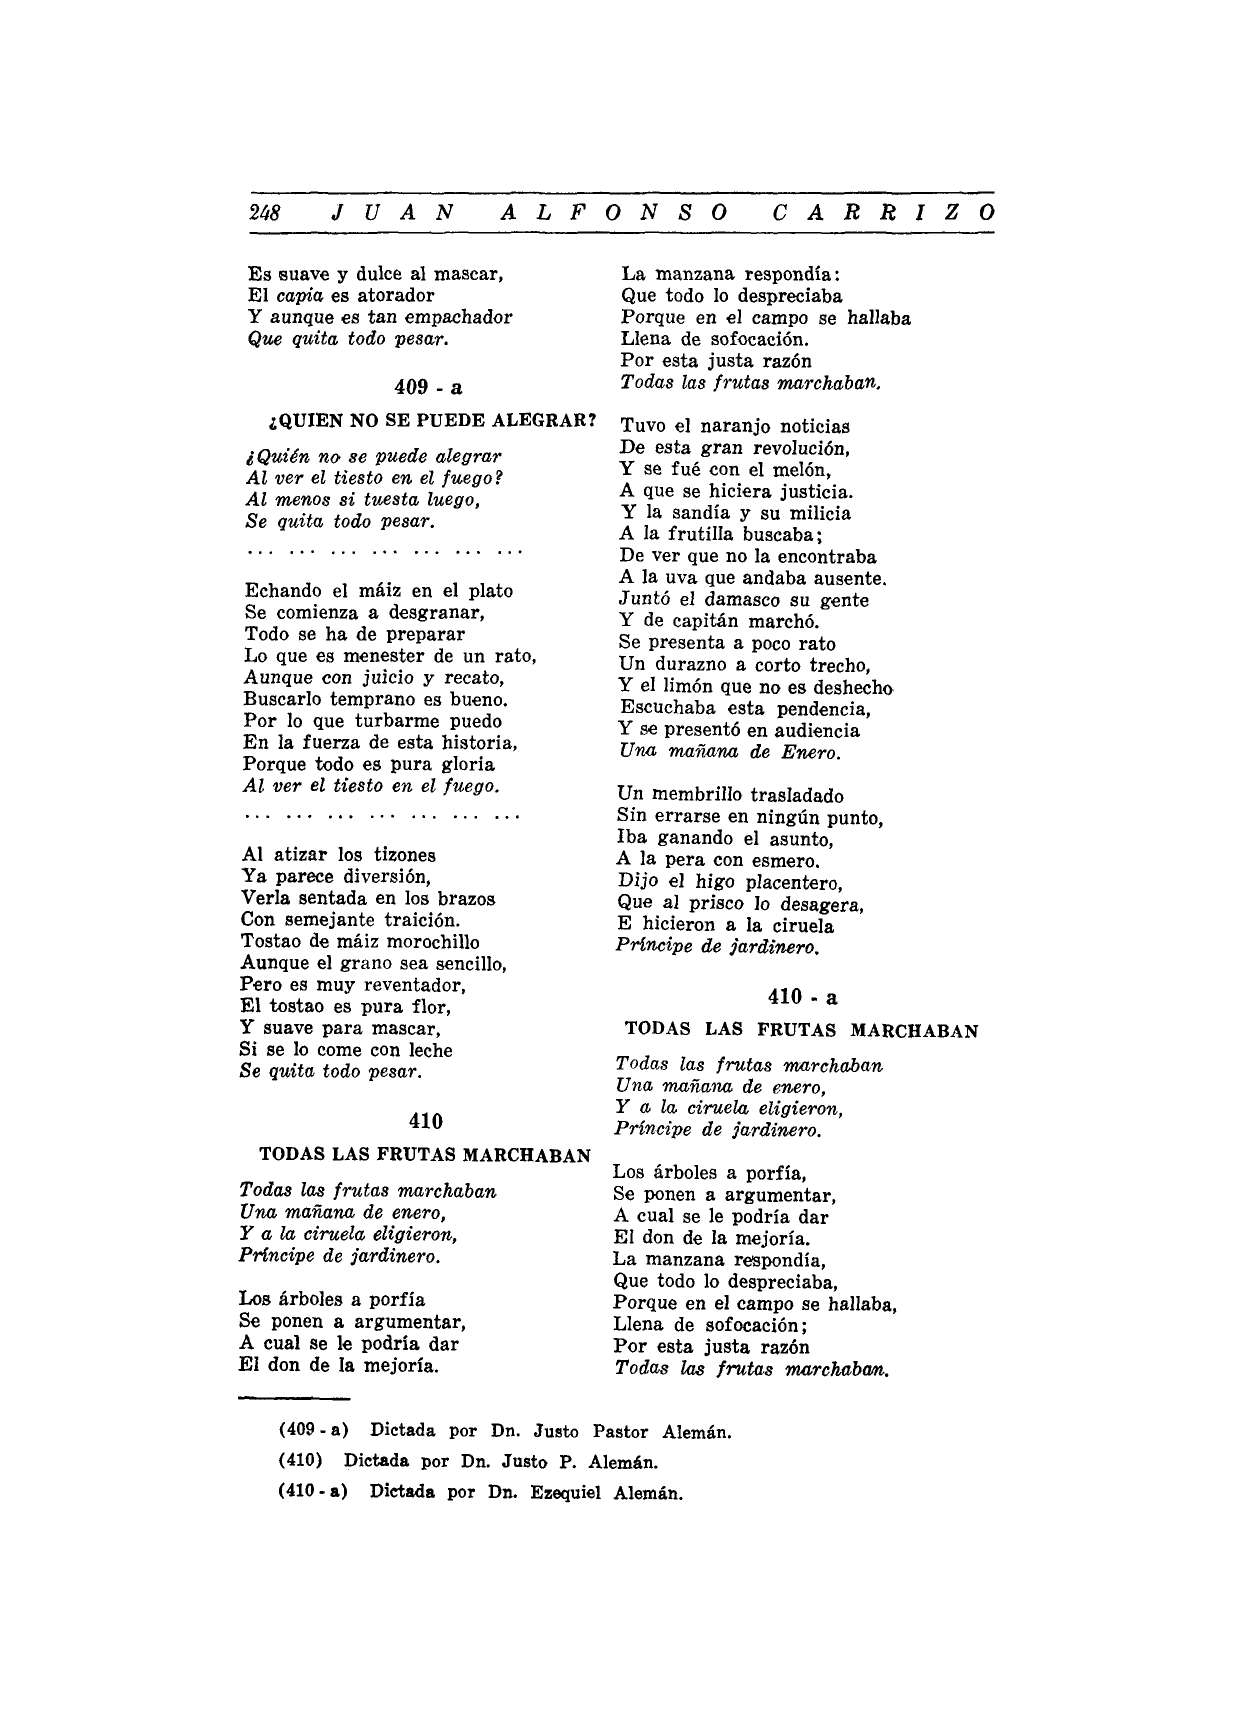 248 JUAN ALFONSO CARRIZO
Es suave y dulce al mascar,
El capia es atorador
Y aunque es tan empachador
Que quita todo pesar.
409 - a
¿QUIEN NO SE PUEDE ALEGRAR?
¿Quién no se puede alegrar
Al ver el tiesto en el fuego?
Al menos si tuesta luego,
Se quita todo pesar.
... ... ... ... ... ... ...
Echando el máiz en el plato
Se comienza a desgranar,
Todo se ha de preparar
Lo que es menester de un rato,
Aunque con juicio y recato,
Buscarlo temprano es bueno.
Por lo que turbarme puedo
En la fuerza de esta historia,
Porque todo es pura gloria
Al ver el tiesto en el fuego.
... ... ... ... ... ... ...
Al atizar los tizones
Ya parece diversión,
Verla sentada en los brazos
Con semejante traición.
Tostao de máiz morochillo
Aunque el grano sea sencillo,
Pero es muy reventador,
El tostao es pura flor,
Y suave para mascar,
Si se lo come con leche
Se quita todo pesar.
410
TODAS LAS FRUTAS MARCHABAN
Todas las frutas marchaban
Una mañana de enero,
Y a la ciruela eligieron,
Príncipe de jardinero.
Los árboles a porfía
Se ponen a argumentar,
A cual se le podría dar
El don de la mejoría.
La manzana respondía:
Que todo lo despreciaba
Porque en el campo se hallaba
Llena de sofocación.
Por esta justa razón
Todas las frutas marchaban.
Tuvo el naranjo noticias
De esta gran revolución,
Y se fué con el melón,
A que se hiciera justicia.
Y la sandía y su milicia
A la frutilla buscaba;
De ver que no la encontraba
A la uva que andaba ausente.
Juntó el damasco su gente
Y de capitán marchó.
Se presenta a poco rato
Un durazno a corto trecho,
Y el limón que no es deshecho
Escuchaba esta pendencia,
Y se presentó en audiencia
Una mañana de Enero.
Un membrillo trasladado
Sin errarse en ningún punto,
Iba ganando el asunto,
A la pera con esmero.
Dijo el higo placentero,
Que al prisco lo desagera,
E hicieron a la ciruela
Príncipe de jardinero.
410 - a
TODAS LAS FRUTAS MARCHABAN
Todas las frutas marchaban
Una mañana de enero,
Y a la ciruela eligieron,
Príncipe de jardinero.
Los árboles a porfía,
Se ponen a argumentar,
A cual se le podría dar
El don de la mejoría.
La manzana respondía,
Que todo lo despreciaba,
Porque en el campo se hallaba,
Llena de sofocación;
Por esta justa razón
Todas las frutas marchaban.
(409 - a) Dictada por Dn. Justo Pastor Alemán.
(410) Dictada por Dn. Justo P. Alemán.
(410 - a) Dictada por Dn. Ezequiel Alemán.